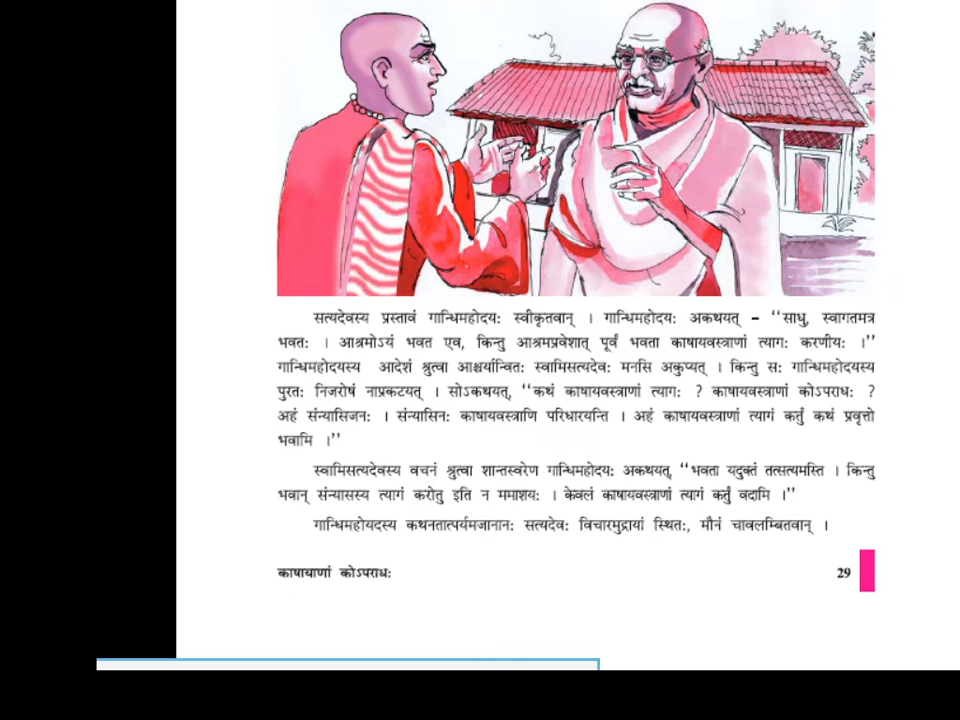 सत्यदेवस्य प्रस्तावं गान्धिमहोदयः स्वीकृतवान् । गान्धिमहोदयः अकथयत् – ‘‘साधु, स्वागतमत्र
भवतः । आश्रमोऽयं भवत एव, किन्तु आश्रमप्रवेशात् पूर्वं भवता काषायवस्त्राणां त्यागः करणीयः ।’’
गान्धिमहोदयस्य आदेशं श्रुत्वा आश्चर्यान्वितः स्वामिसत्यदेवः मनसि अकुप्यत् । किन्तु सः गान्धिमहोदयस्य
पुरतः निजरोषं नाप्रकटयत् । सोऽकथयत्, ‘‘कथं काषायवस्त्राणां त्यागः ? काषायवस्त्राणां कोऽपराधः ?
अहं संन्यासिजनः । संन्यासिनः काषायवस्त्राणि परिधारयन्ति । अहं काषायवस्त्राणां त्यागं कर्तुं कथं प्रवृत्तो
भवामि ।’’
स्वामिसत्यदेवस्य वचनं श्रुत्वा शान्तस्वरेण गान्धिमहोदयः अकथयत्, ‘‘भवता यदुक्तं तत्सत्यमस्ति । किन्तु
भवान् संन्यासस्य त्यागं करोतु इति न ममाशयः । केवलं काषायवस्त्राणां त्यागं कर्तुं वदामि ।’’
गान्धिमहोयदस्य कथनतात्पर्यमजानानः सत्यदेवः विचारमुद्रायां स्थितः, मौनं चावलम्बितवान् ।
काषायाणां कोऽपराधः 29